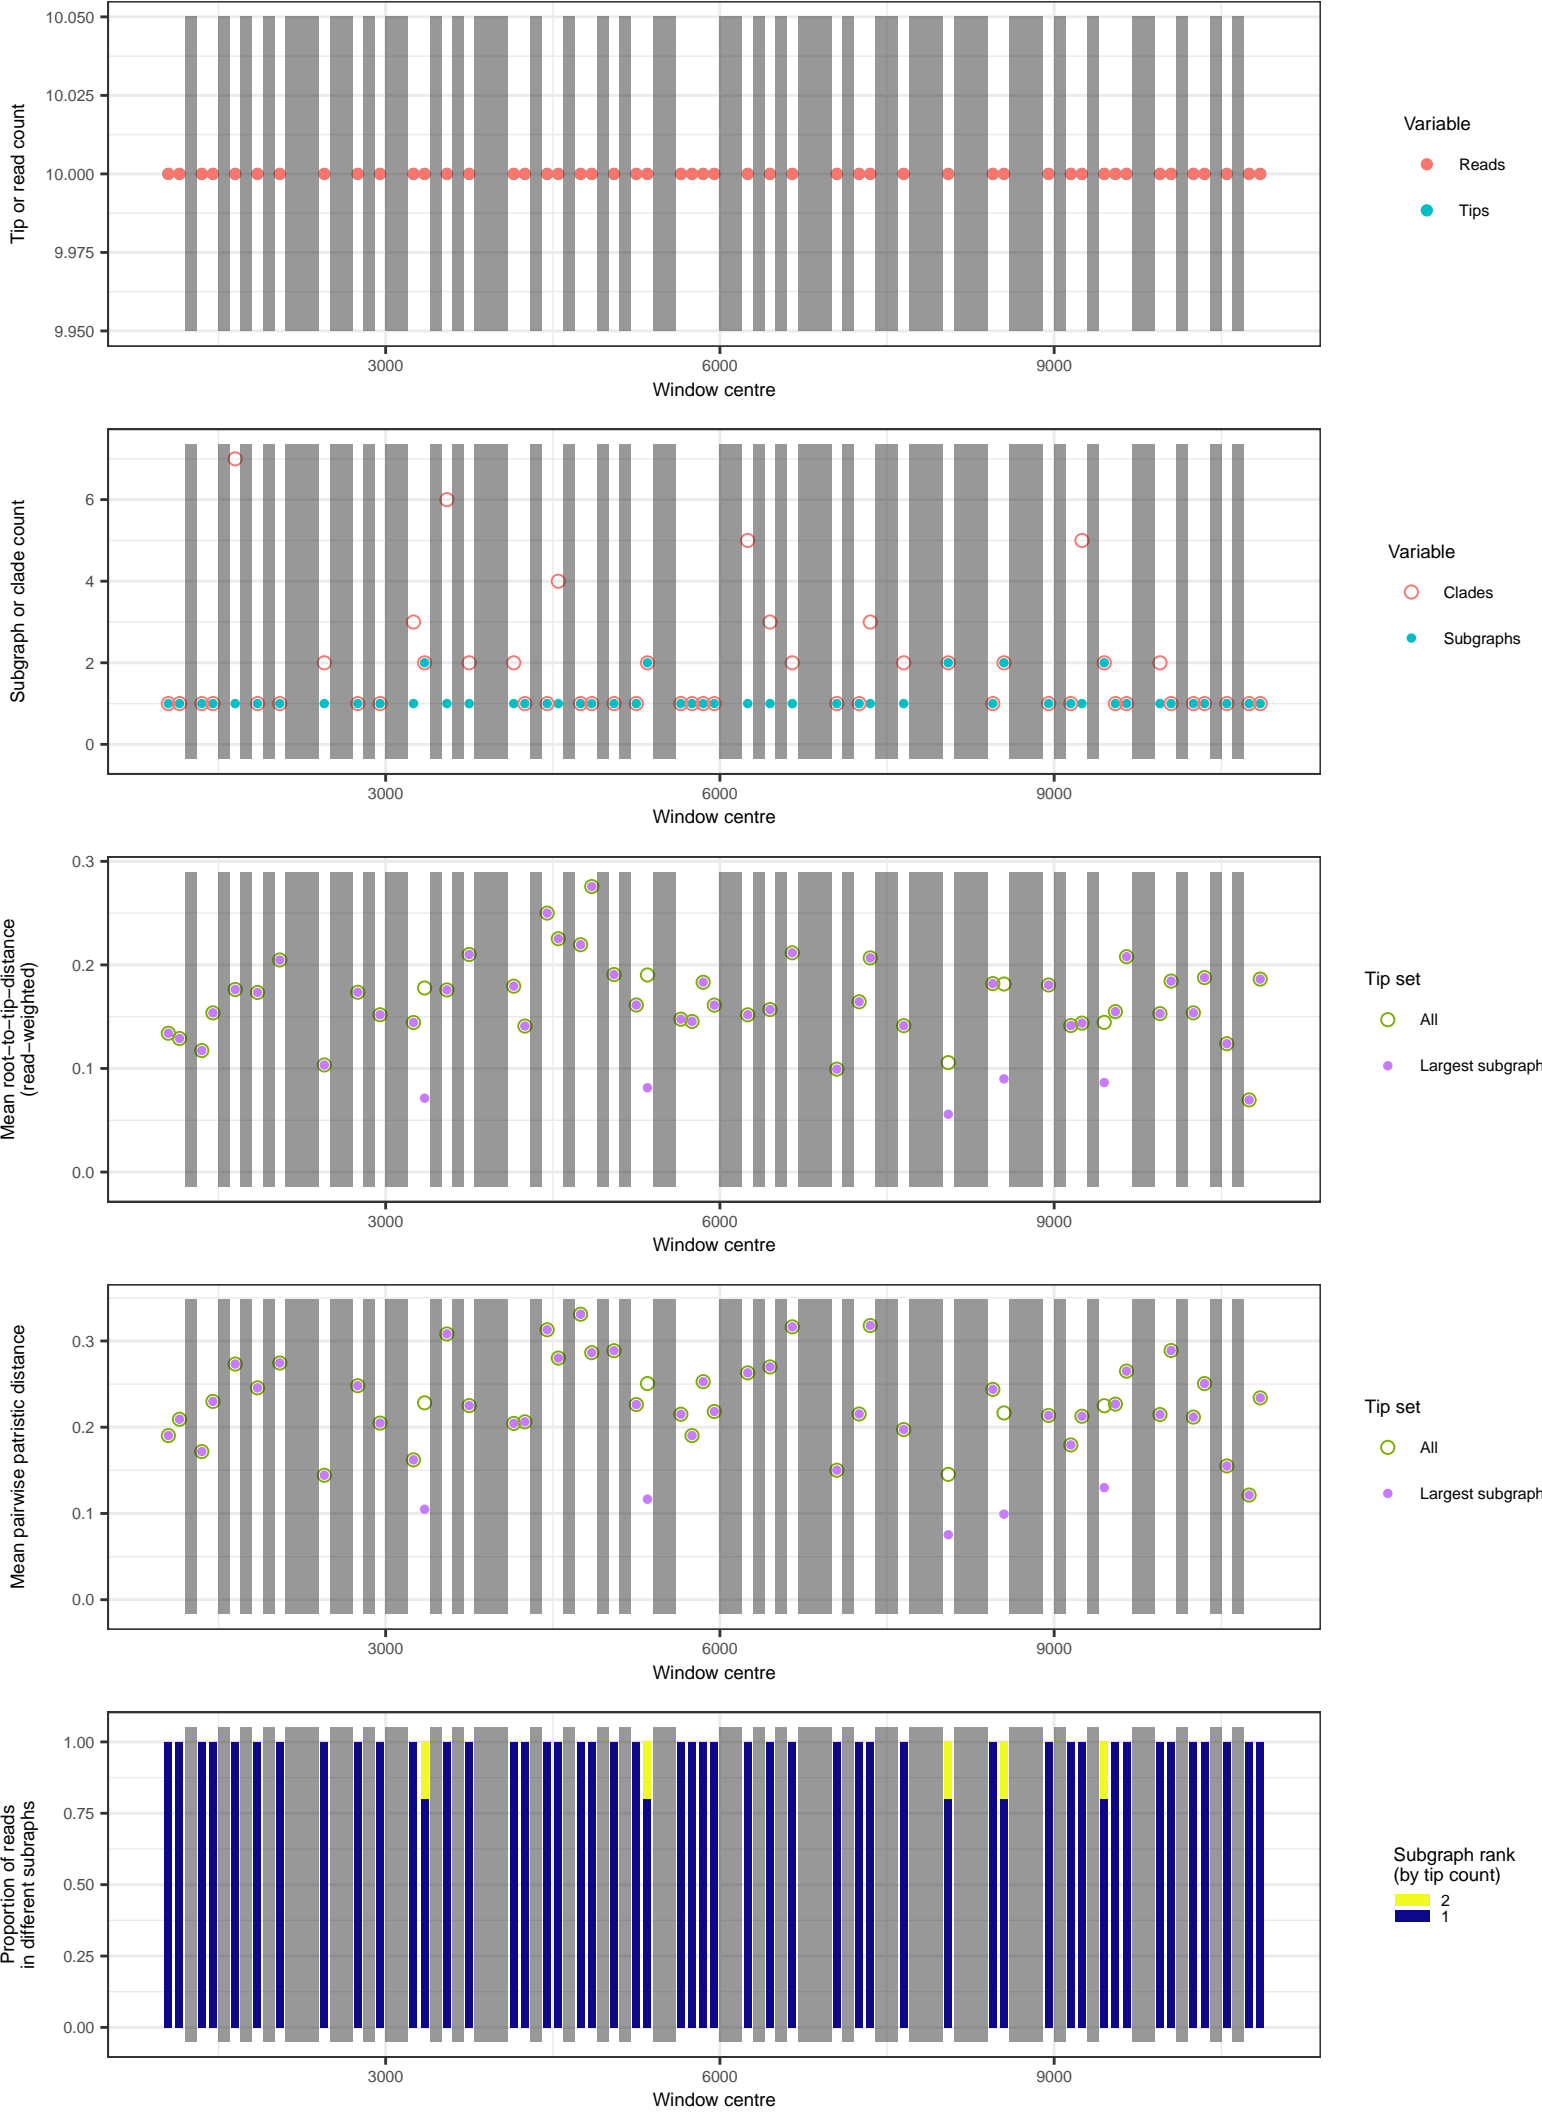 10.050
10.025
10.000
9.975
9.950
Tip or read count
3000
6000
9000
Window centre
Variable
Reads
Tips
6
4
2
0
Subgraph or clade count
3000
6000
9000
Window centre
Variable
Clades
Subgraphs
0.3
0.2
0.1
0.0
Mean root−to−tip−distance
(read−weighted)
3000
6000
9000
Window centre
Tip set
All
Largest subgraph
0.3
0.2
0.1
0.0
Mean pairwise patristic distance
3000
6000
9000
Window centre
Tip set
All
Largest subgraph
1.00
0.75
0.50
0.25
0.00
Proportion of reads
in different subraphs
3000
6000
9000
Window centre
Subgraph rank
(by tip count)
2
1